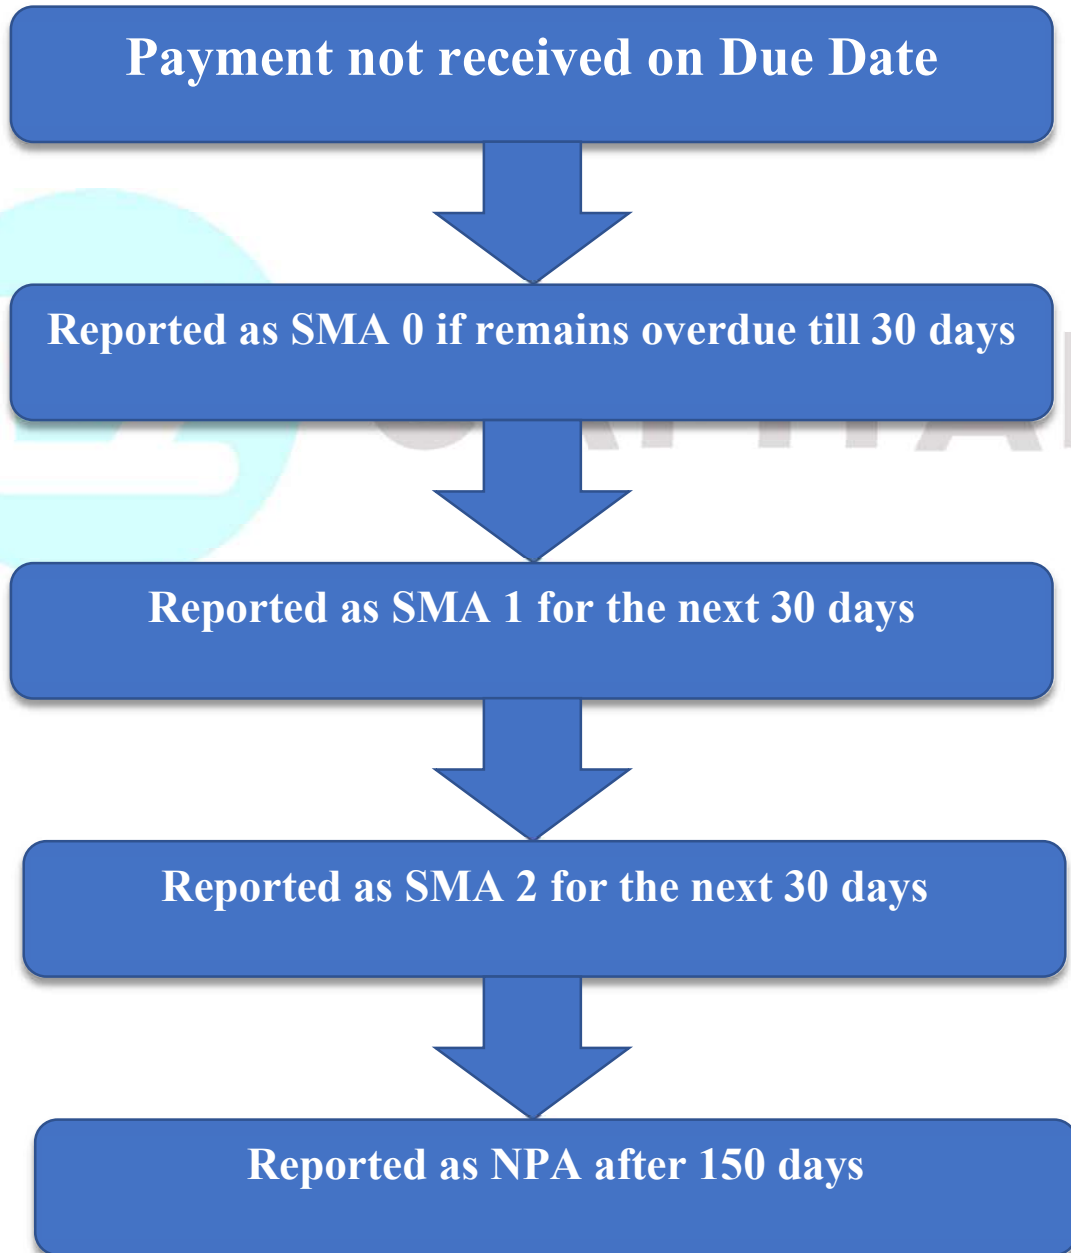 Payment not received on Due Date
Reported as SMA 0 if remains overdue till 30 days
Reported as SMA 1 for the next 30 days
Reported as SMA 2 for the next 30 days
Reported as NPA after 150 days